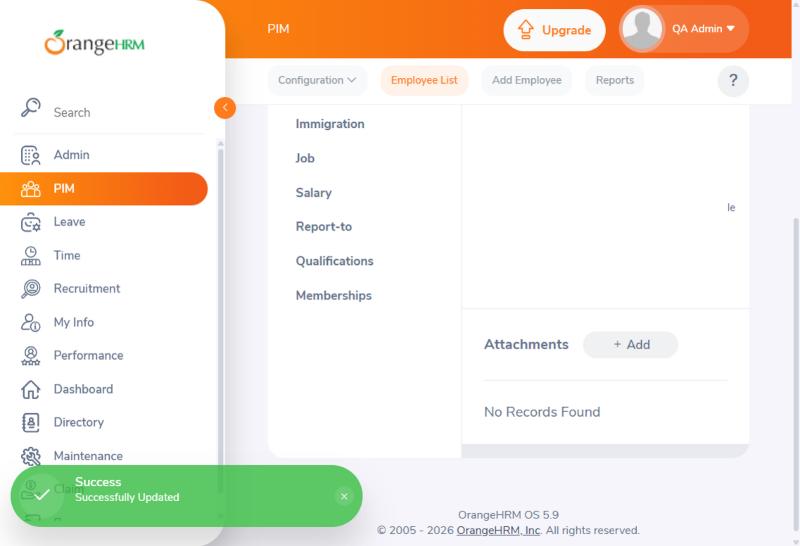 OrangeHRM
PIM
Upgrade
QA Admin
Configuration
Employee List
Add Employee
Reports
?
Search
Admin
PIM
Leave
Time
Recruitment
My Info
Performance
Dashboard
Directory
Maintenance
Claim
Success
Successfully Updated
Immigration
Job
Salary
Report-to
Qualifications
Memberships
le
Attachments
+ Add
No Records Found
OrangeHRM OS 5.9
© 2005 - 2026 OrangeHRM, Inc. All rights reserved.